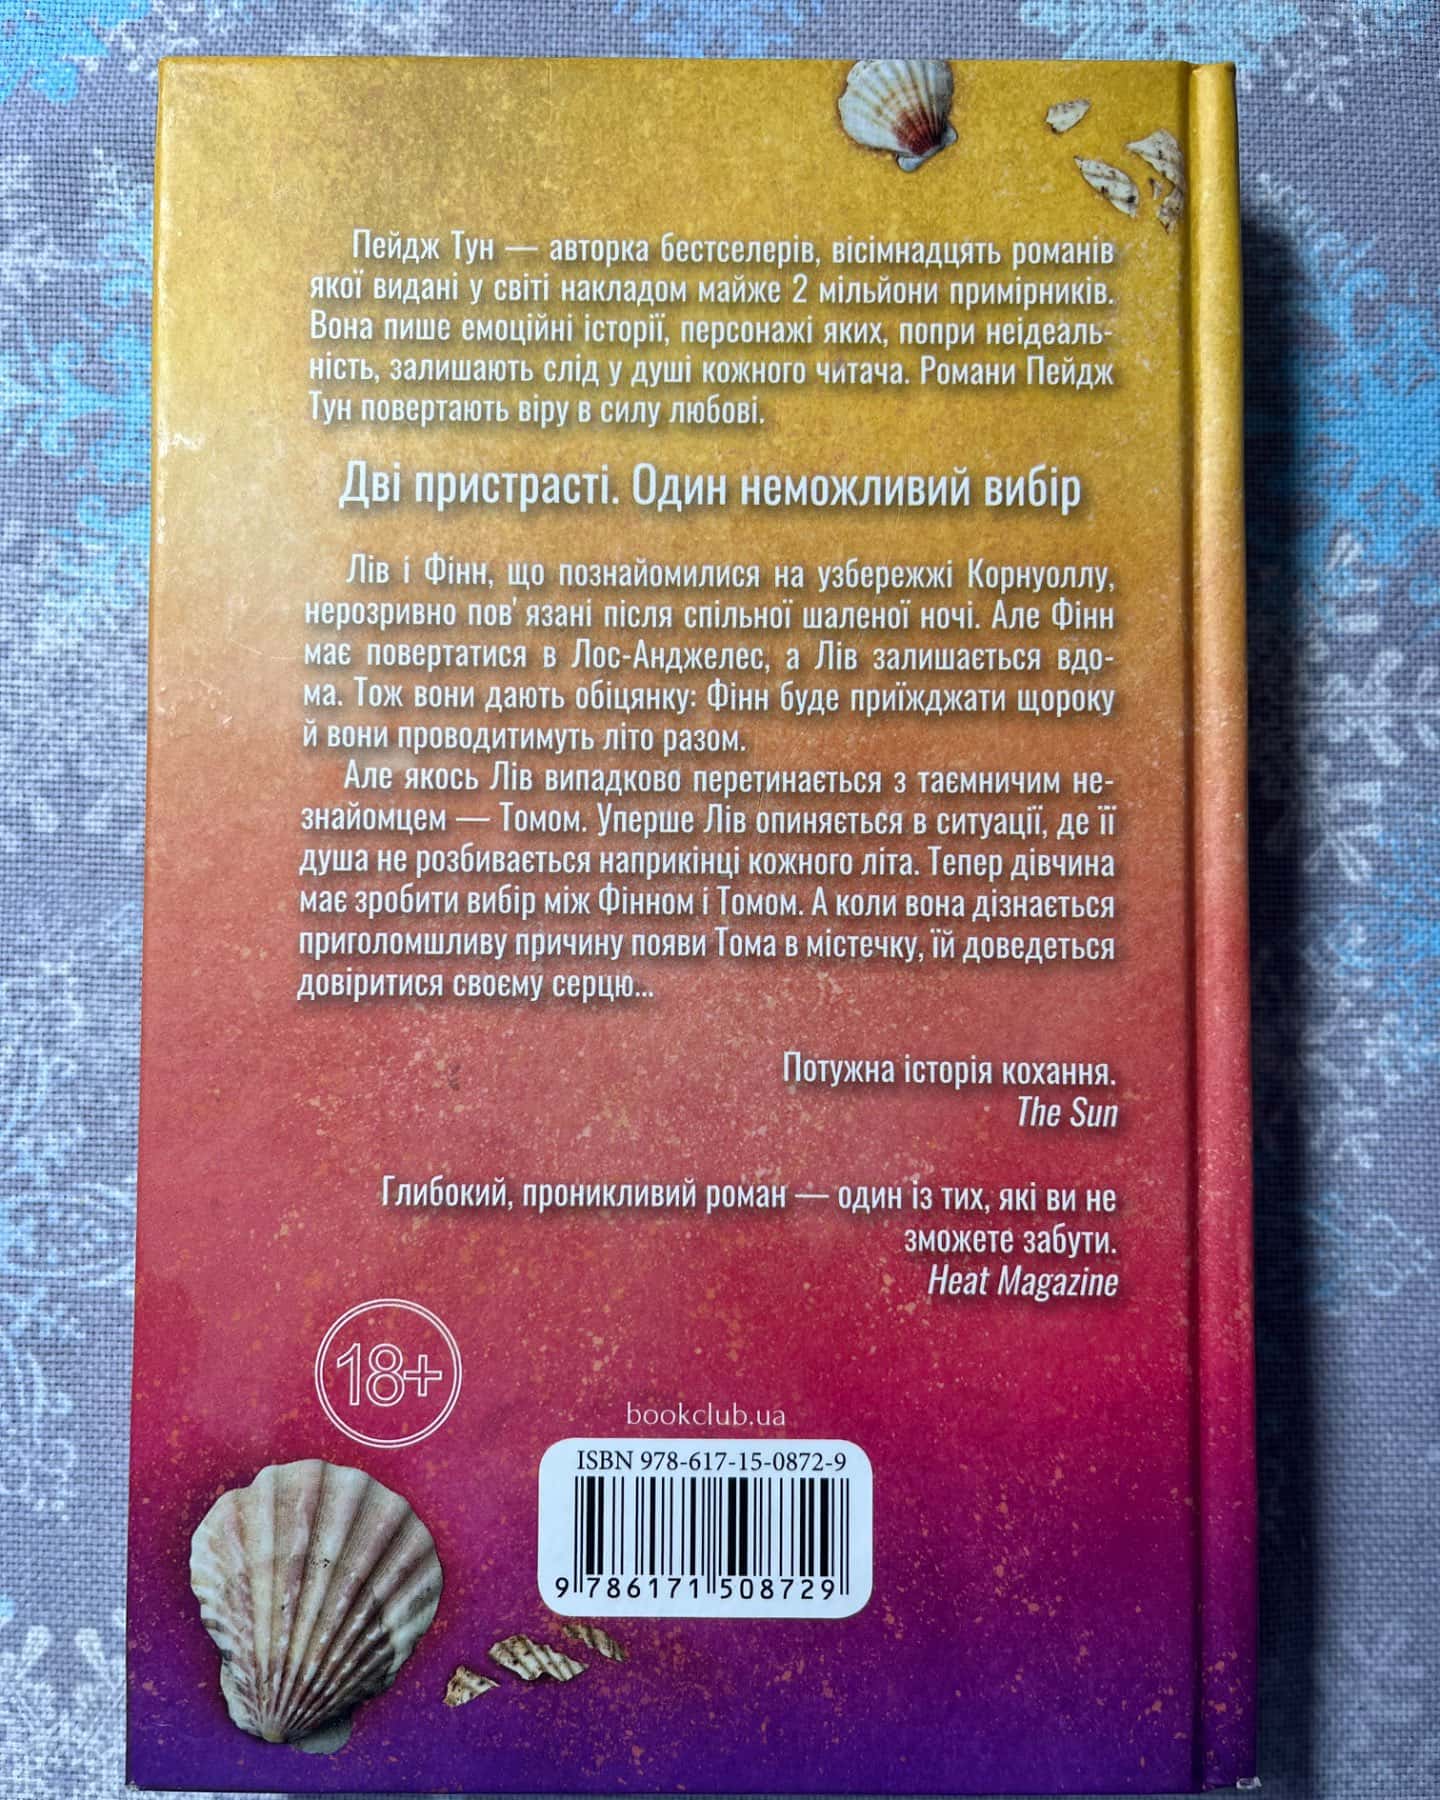 Пейдж Тун — авторка бестселерів, вісімнадцять романів
якої видані у світі накладом майже 2 мільйони примірників.
Вона пише емоційні історії, персонажі яких, попри неідеаль-
ність, залишають слід у душі кожного читача. Романи Пейдж
Тун повертають віру в силу любові.
Дві пристрасті. Один неможливий вибір
Лів і Фінн, що познайомилися на узбережжі Корнуоллу,
нерозривно пов' язані після спільної шаленої ночі. Але Фінн
має повертатися в Лос-Анджелес, а Лів залишається вдо-
ма. Тож вони дають обіцянку: Фінн буде приїжджати щороку
й вони проводитимуть літо разом.
Але якось Лів випадково перетинається з таємничим не-
знайомцем — Томом. Уперше Лів опиняється в ситуації, де її
душа не розбивається наприкінці кожного літа. Тепер дівчина
має зробити вибір між Фінном і Томом. А коли вона дізнається
приголомшливу причину появи Тома в містечку, їй доведеться
довіритися своєму серцю...
Потужна історія кохання.
The Sun
Глибокий, проникливий роман — один із тих, які ви не
зможете забути.
Heat Magazine
18+
bookclub.ua
ISBN 978-617-15-0872-9
9 786171 508729